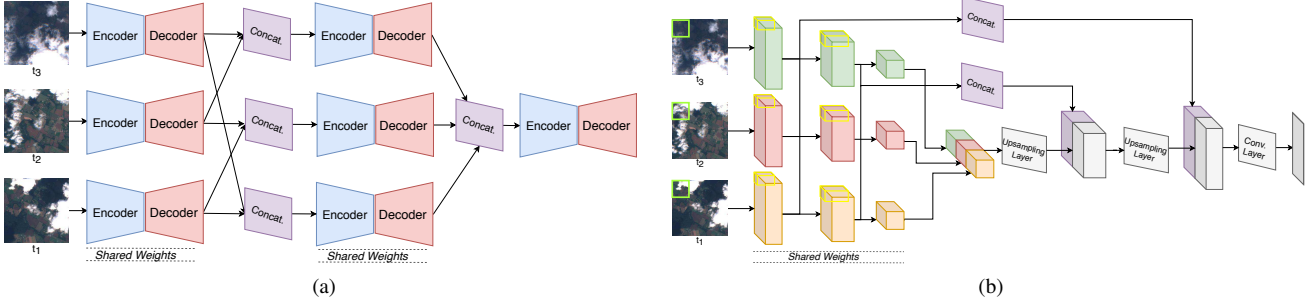 t3
Encoder Decoder
Concat.
Encoder Decoder
t2
Encoder Decoder
Concat.
Encoder Decoder
Concat.
Encoder Decoder
t1
Encoder Decoder
Concat.
Encoder Decoder
Shared Weights
Shared Weights
(a)
t3
Concat.
t2
Concat.
Upsampling
Layer
Upsampling
Layer
Conv.
Layer
t1
Shared Weights
(b)